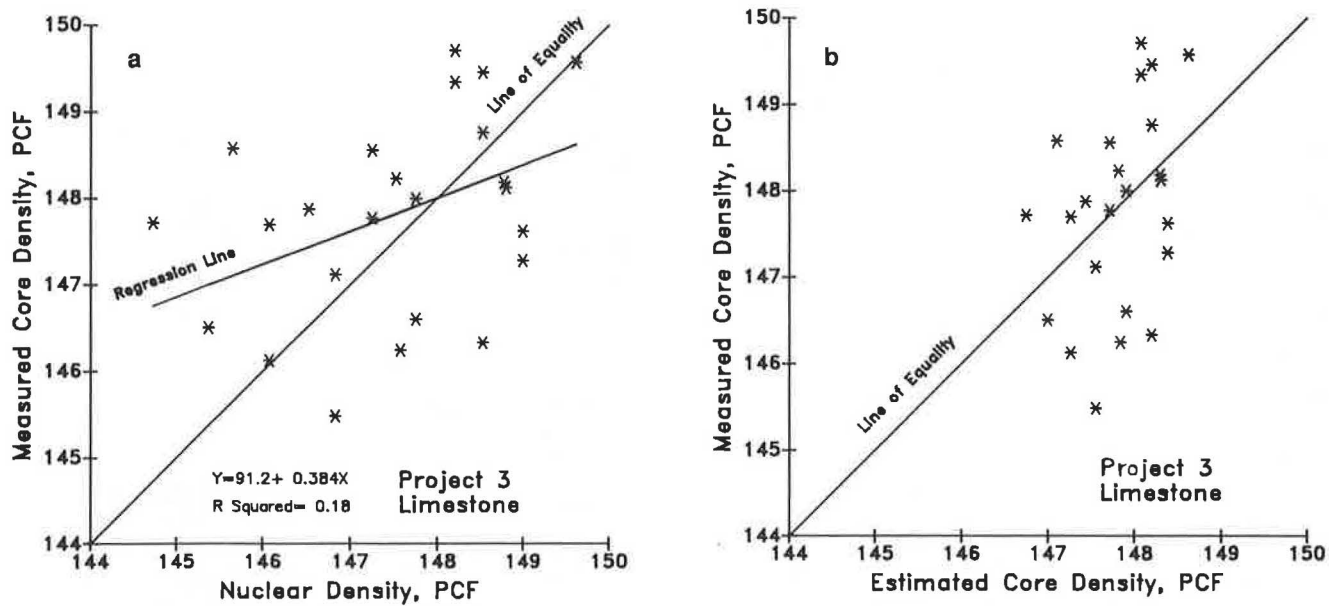 a
150
149
148
147
146
145
144
Measured Core Density, PCF
Line of Equality
Regression Line
Y=91.2+ 0.384X
R Squared= 0.18
Project 3
Limestone
144 145 146 147 148 149 150
Nuclear Density, PCF
b
150
149
148
147
146
145
144
Measured Core Density, PCF
Line of Equality
Project 3
Limestone
144 145 146 147 148 149 150
Estimated Core Density, PCF